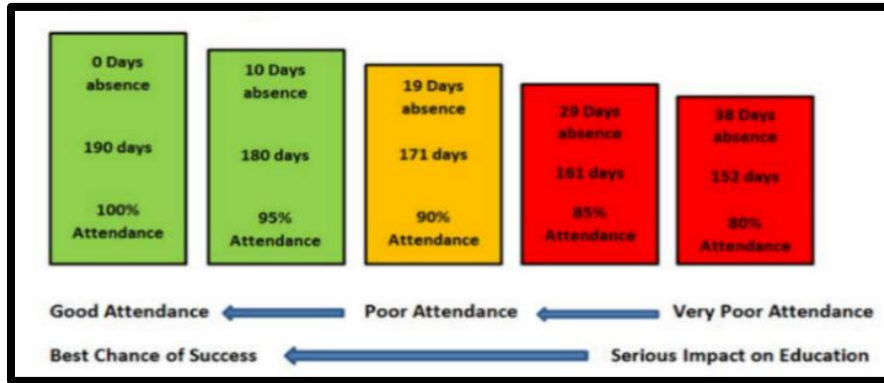 0 Days
absence
190 days
100%
Attendance
10 Days
absence
180 days
95%
Attendance
19 Days
absence
171 days
90%
Attendance
29 Days
absence
161 days
85%
Attendance
38 Days
absence
152 days
80%
Attendance
Good Attendance Poor Attendance Very Poor Attendance
Best Chance of Success Serious Impact on Education